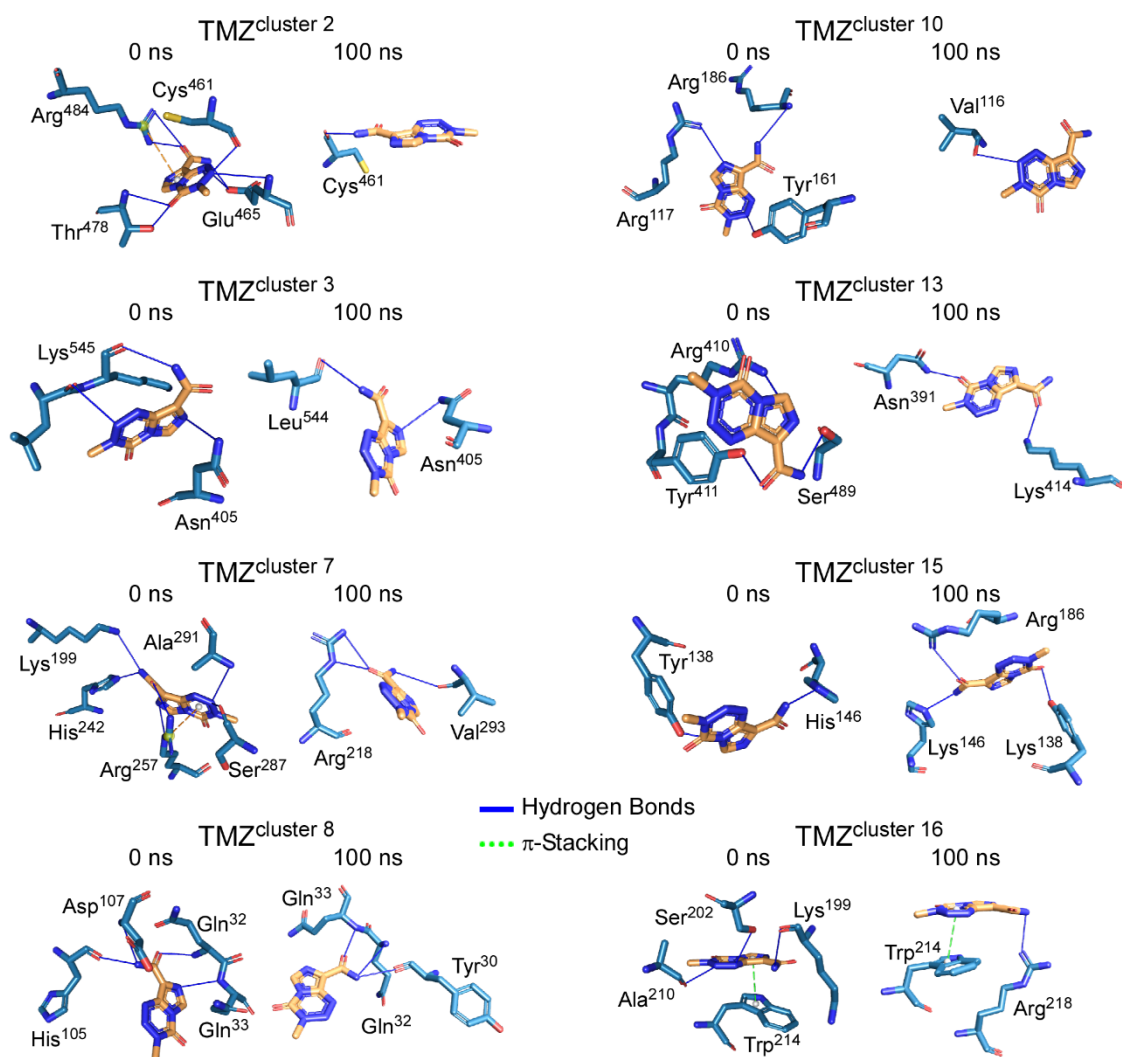 TMZcluster 2
0 ns 100 ns
Cys461
Arg484
Cys461
Glu465
Thr478
TMZcluster 10
0 ns 100 ns
Arg186
Val116
Arg117
Tyr161
TMZcluster 3
0 ns 100 ns
Lys545
Leu544
Asn405
Asn405
TMZcluster 13
0 ns 100 ns
Arg410
Asn391
Tyr411
Ser489
Lys414
TMZcluster 7
0 ns 100 ns
Ala291
Lys199
His242
Val293
Arg257
Ser287
Arg218
TMZcluster 15
0 ns 100 ns
Arg186
Tyr138
His146
Lys146
Lys138
Hydrogen Bonds
π-Stacking
TMZcluster 8
0 ns 100 ns
Gln33
Asp107
Gln32
Tyr30
His105
Gln33
Gln32
TMZcluster 16
0 ns 100 ns
Ser202
Lys199
Trp214
Ala210
Arg218
Trp214